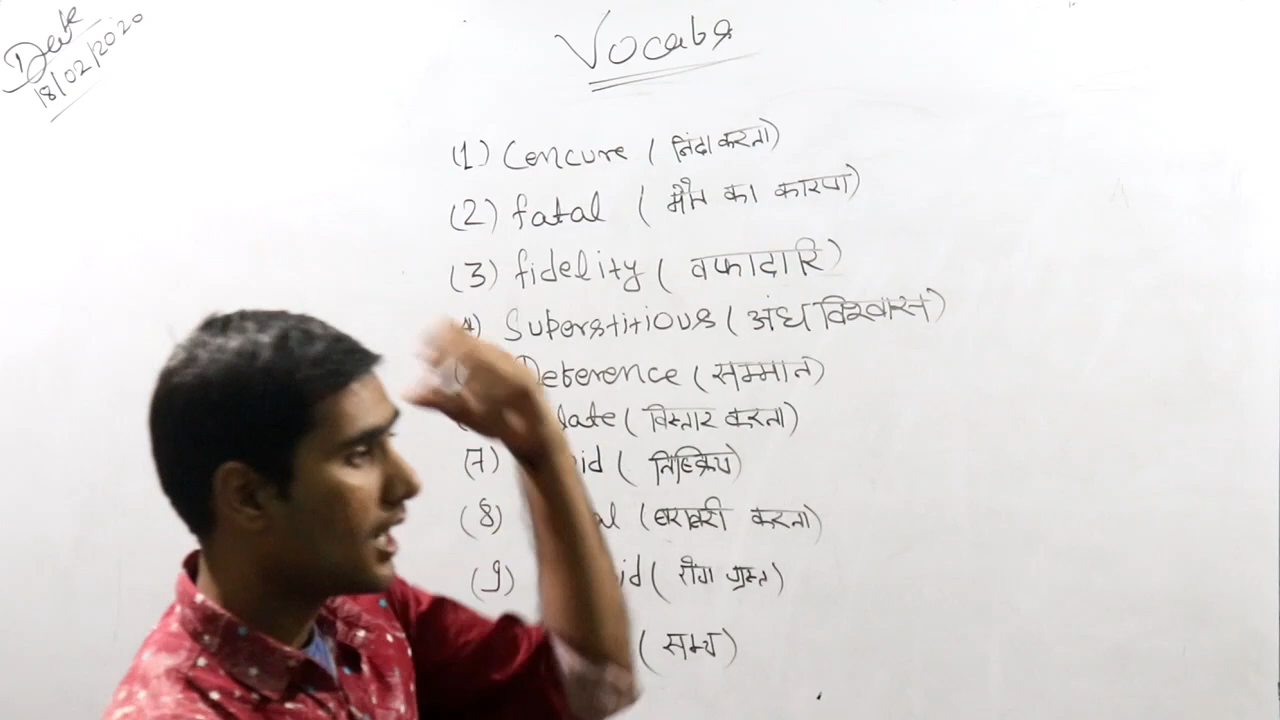 Date
18/02/2020
Vocabs
(1) Cencure (निंदा करना)
(2) fatal (मौत का कारण)
(3) fidelity (वफादारि)
Superstitious (अंध विश्वास)
Deference (सम्मान)
late (विस्तार करना)
(7) id (निष्क्रिय)
(8) al (बराबरी करना)
(9) id (रोग ग्रस्त)
(सभ्य)